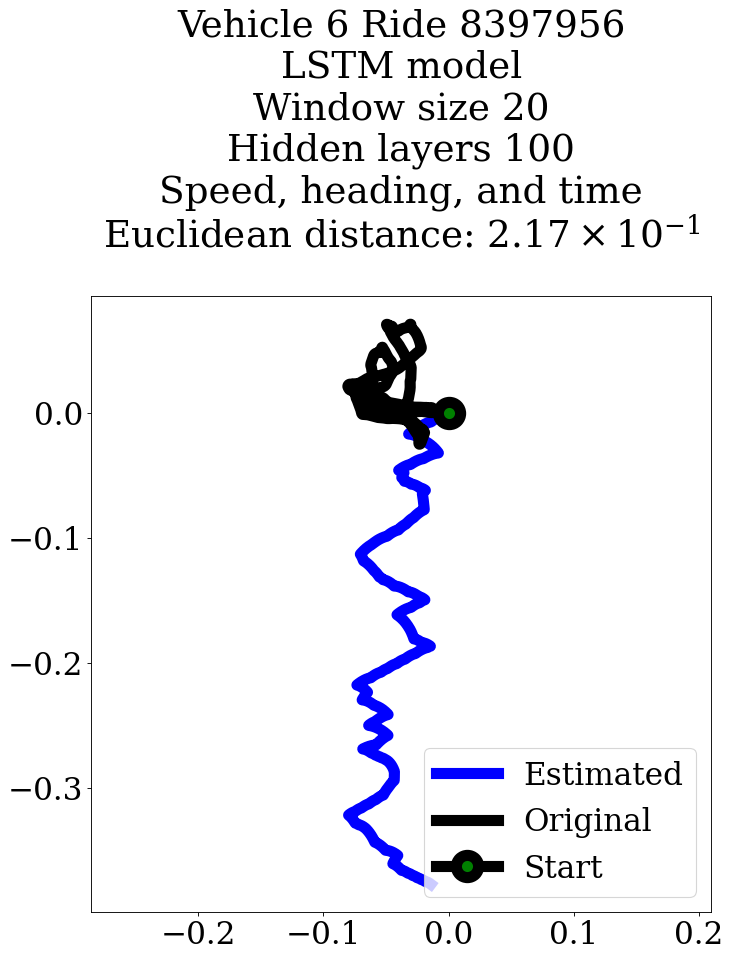 Vehicle 6 Ride 8397956
LSTM model
Window size 20
Hidden layers 100
Speed, heading, and time
Euclidean distance: 2.17 × 10⁻¹
0.0
−0.1
−0.2
−0.3
Estimated
Original
Start
−0.2 −0.1 0.0 0.1 0.2